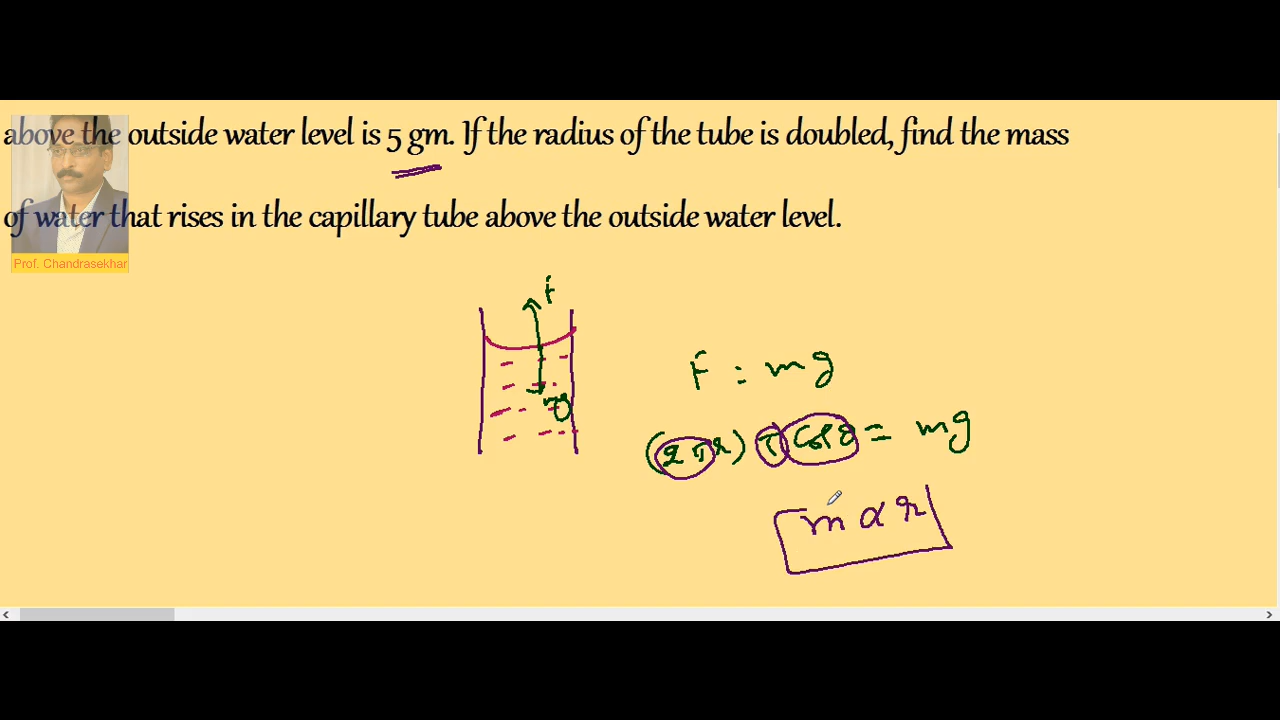 above the outside water level is 5 gm. If the radius of the tube is doubled, find the mass
of water that rises in the capillary tube above the outside water level.
Prof. Chandrasekhar
F
mg
F = mg
(2πr) T cosθ = mg
m α r